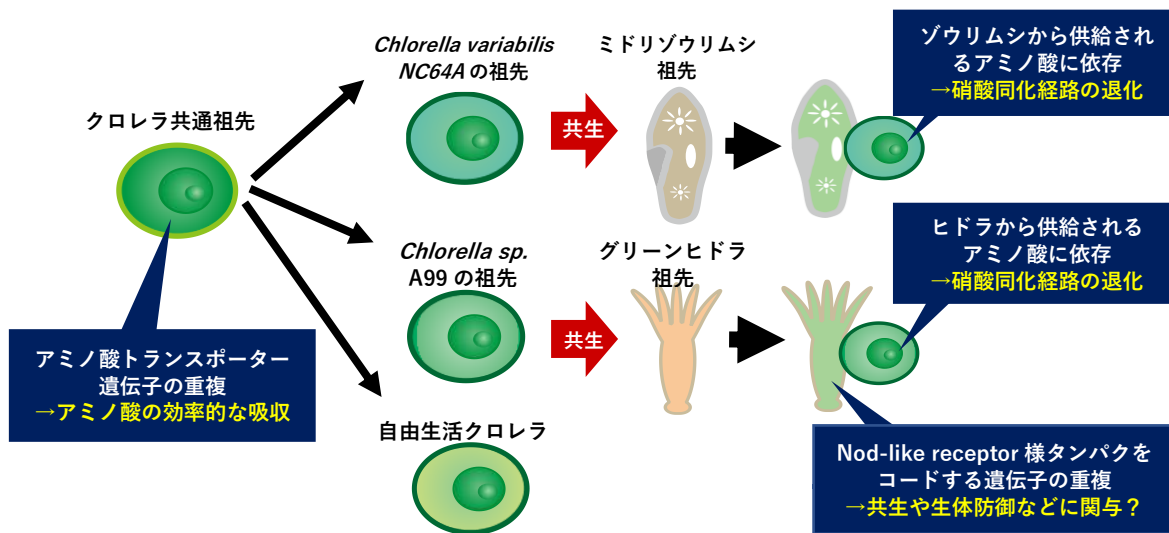 Chlorella variabilis
NC64A の祖先
ミドリゾウリムシ
祖先
ゾウリムシから供給され
るアミノ酸に依存
→硝酸同化経路の退化
クロレラ共通祖先
共生
Chlorella sp.
A99 の祖先
グリーンヒドラ
祖先
ヒドラから供給される
アミノ酸に依存
→硝酸同化経路の退化
共生
アミノ酸トランスポーター
遺伝子の重複
→アミノ酸の効率的な吸収
自由生活クロレラ
Nod-like receptor 様タンパクを
コードする遺伝子の重複
→共生や生体防御などに関与？